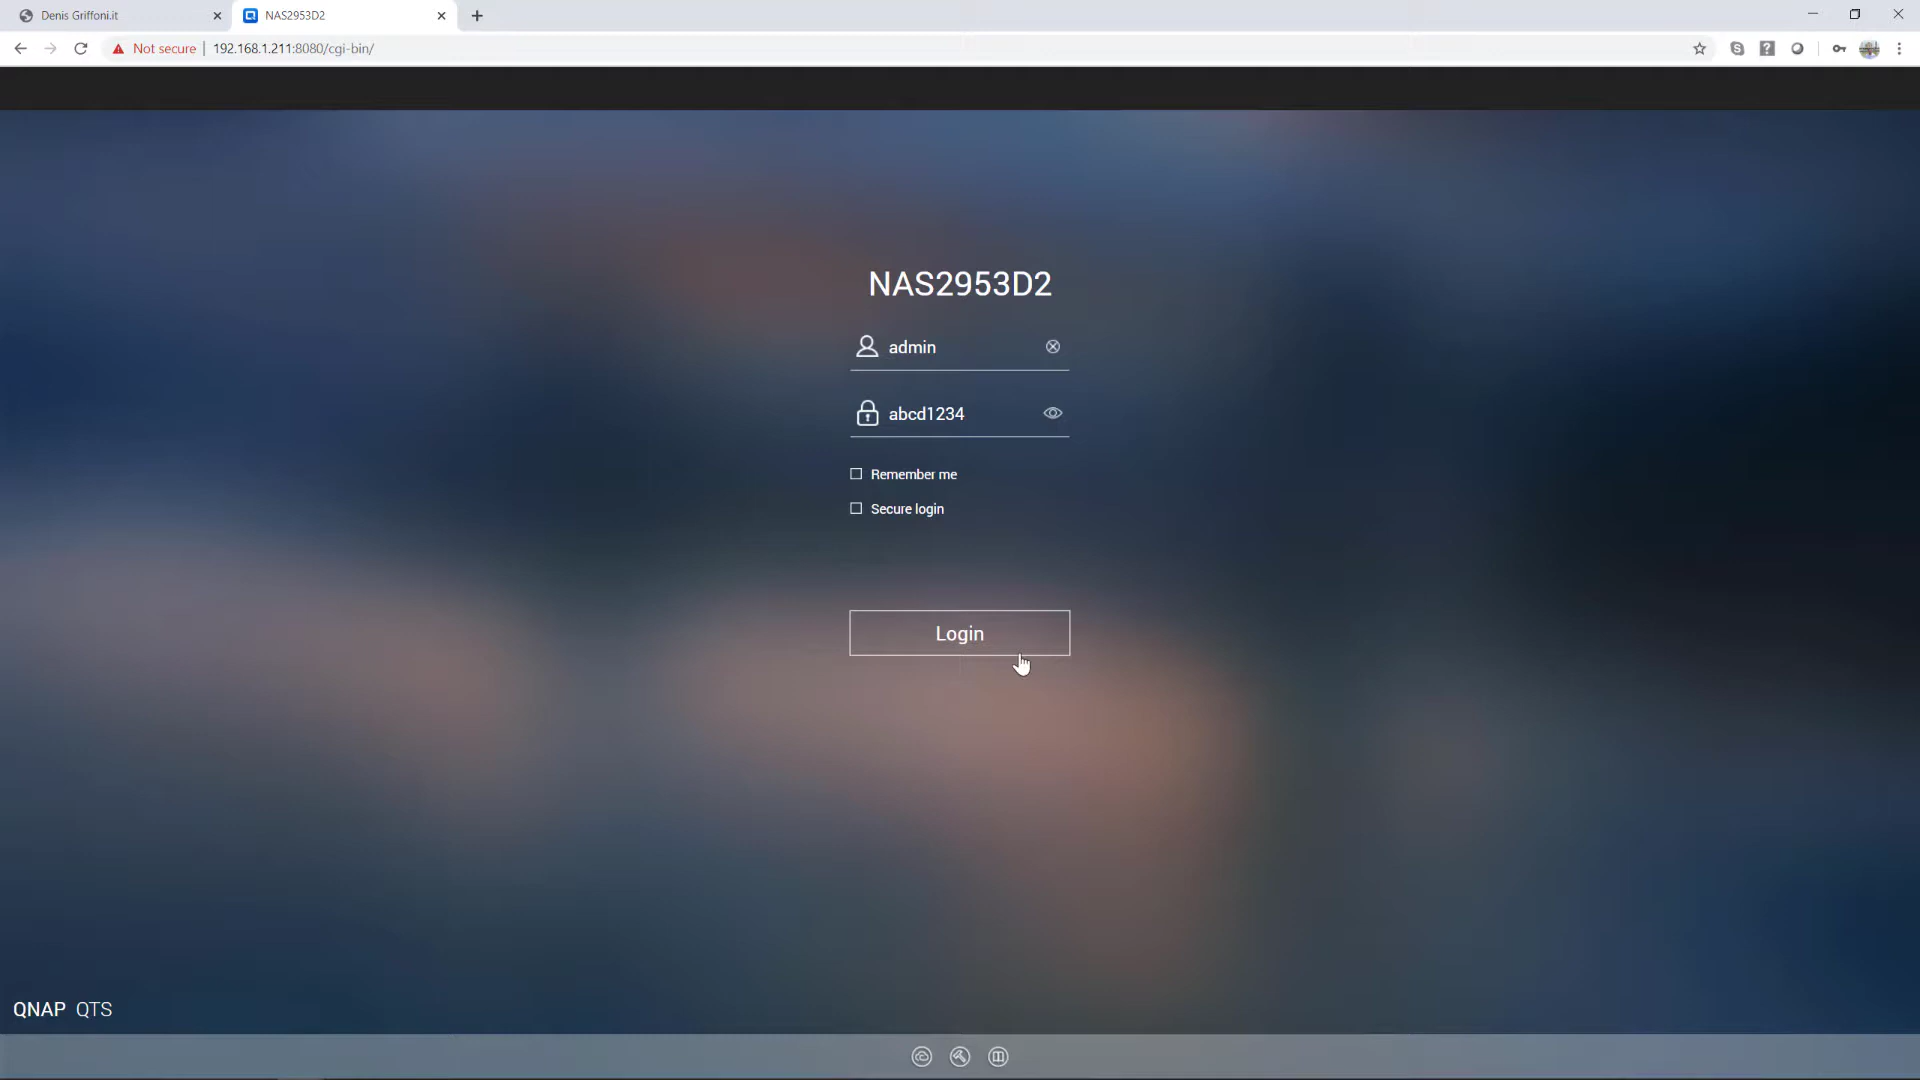 Denis Griffoni.it
NAS2953D2
Not secure
192.168.1.211:8080/cgi-bin/
NAS2953D2
admin
abcd1234
Remember me
Secure login
Login
QNAP QTS